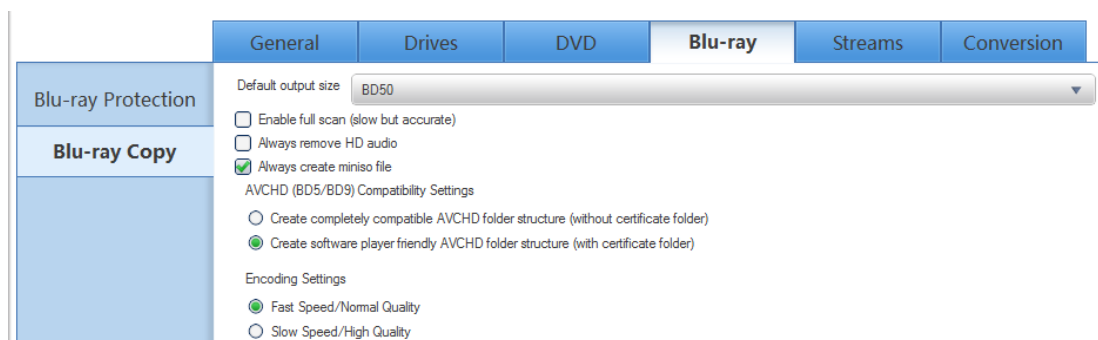 General Drives DVD Blu-ray Streams Conversion
Blu-ray Protection
Blu-ray Copy
Default output size BD50
Enable full scan (slow but accurate)
Always remove HD audio
Always create miniso file
AVCHD (BD5/BD9) Compatibility Settings
Create completely compatible AVCHD folder structure (without certificate folder)
Create software player friendly AVCHD folder structure (with certificate folder)
Encoding Settings
Fast Speed/Normal Quality
Slow Speed/High Quality